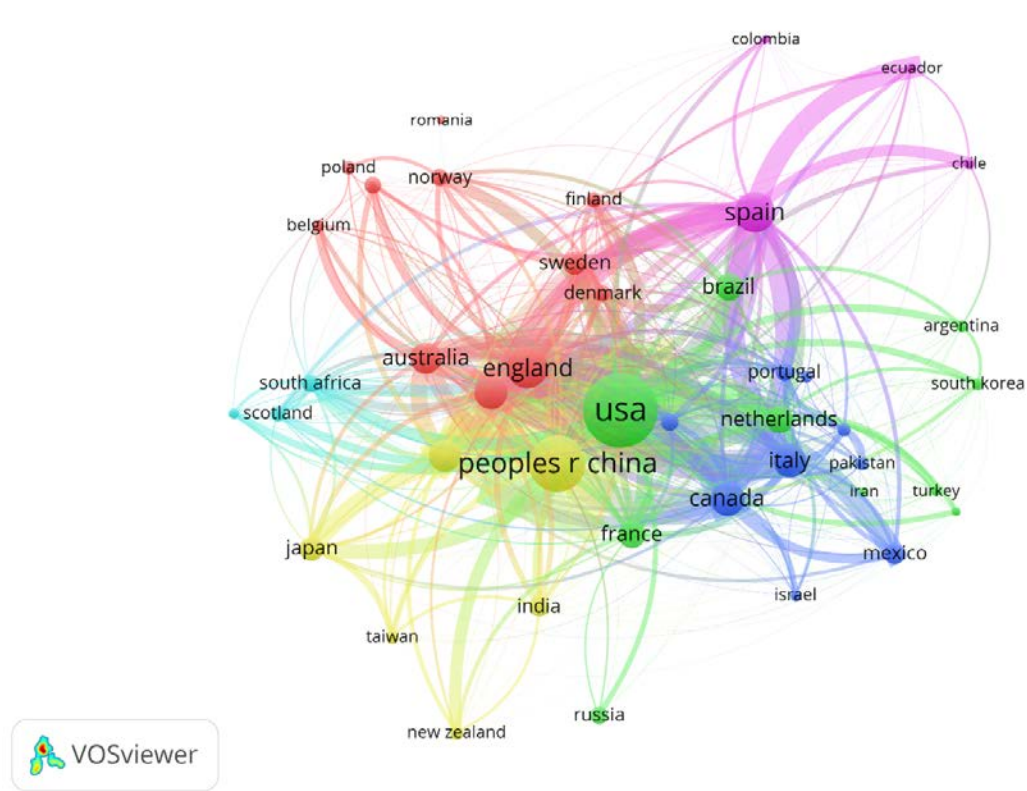 colombia
ecuador
romania
poland
norway
chile
finland
spain
belgium
sweden
brazil
denmark
argentina
australia
england
portugal
south africa
south korea
scotland
usa
netherlands
peoples r china
italy
pakistan
iran
turkey
canada
france
japan
mexico
israel
india
taiwan
russia
new zealand
VOSviewer